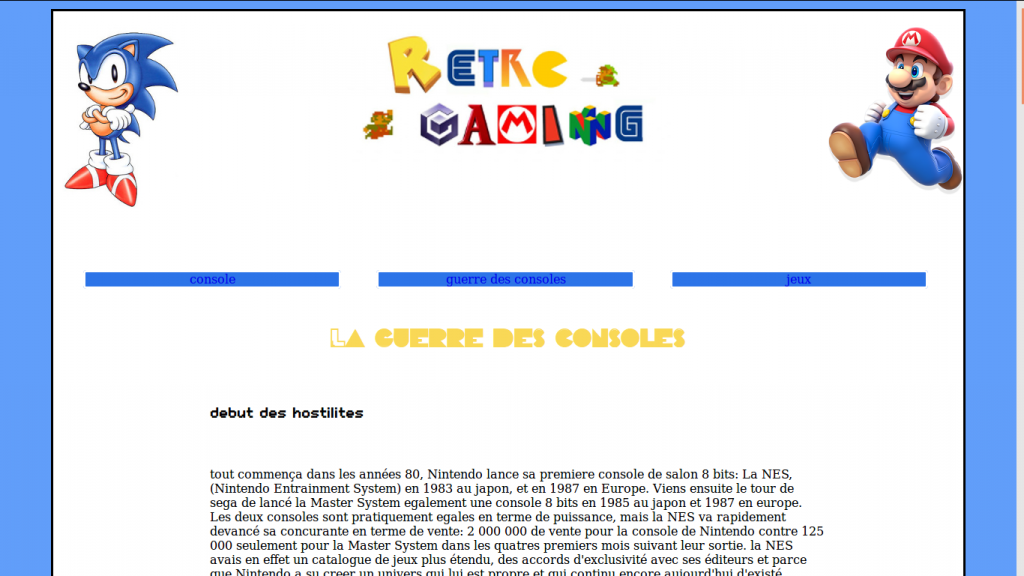 RETRO
GAMING
console
guerre des consoles
jeux
LA GUERRE DES CONSOLES
debut des hostilites
tout commença dans les années 80, Nintendo lance sa premiere console de salon 8 bits: La NES,
(Nintendo Entrainment System) en 1983 au japon, et en 1987 en Europe. Viens ensuite le tour de
sega de lancé la Master System egalement une console 8 bits en 1985 au japon et 1987 en europe.
Les deux consoles sont pratiquement egales en terme de puissance, mais la NES va rapidement
devancé sa concurante en terme de vente: 2 000 000 de vente pour la console de Nintendo contre 125
000 seulement pour la Master System dans les quatres premiers mois suivant leur sortie. la NES
avais en effet un catalogue de jeux plus étendu, des accords d'exclusivité avec ses éditeurs et parce
que Nintendo a su creer un univers qui lui est propre et qui continu encore aujourd'hui d'existé.